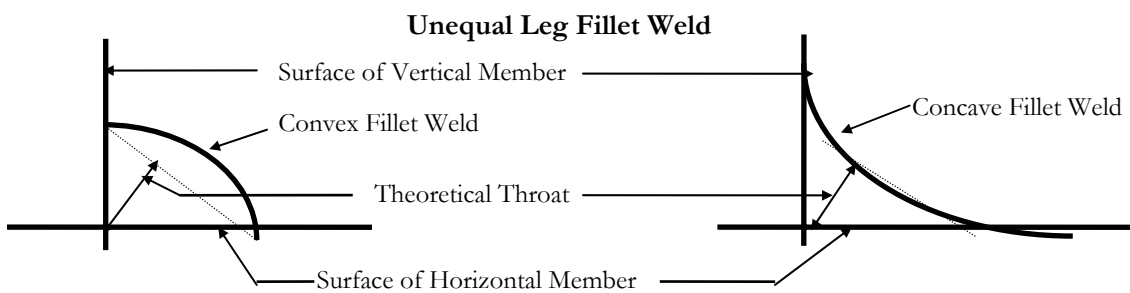 Unequal Leg Fillet Weld
Surface of Vertical Member
Convex Fillet Weld
Concave Fillet Weld
Theoretical Throat
Surface of Horizontal Member